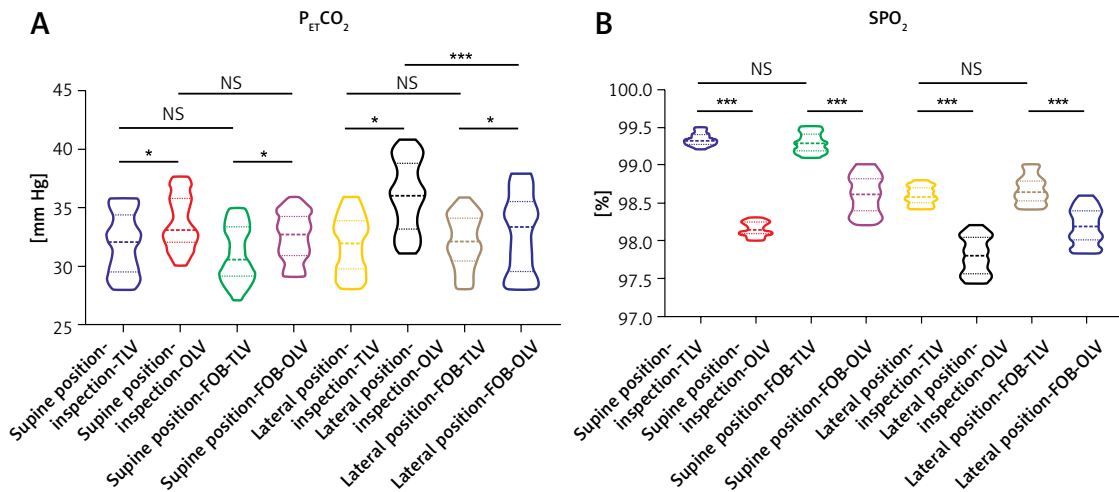 A
P_ETCO₂
***
NS
NS
NS
*
*
*
*
45
40
35
30
25
[mm Hg]
Supine position-
inspection-TLV
Supine position-
inspection-OLV
Supine position-FOB-TLV
Supine position-FOB-OLV
Lateral position-
inspection-TLV
Lateral position-
inspection-OLV
Lateral position-FOB-TLV
Lateral position-FOB-OLV
B
SPO₂
NS
NS
***
***
***
***
100.0
99.5
99.0
98.5
98.0
97.5
97.0
[%]
Supine position-
inspection-TLV
Supine position-
inspection-OLV
Supine position-FOB-TLV
Supine position-FOB-OLV
Lateral position-
inspection-TLV
Lateral position-
inspection-OLV
Lateral position-FOB-TLV
Lateral position-FOB-OLV